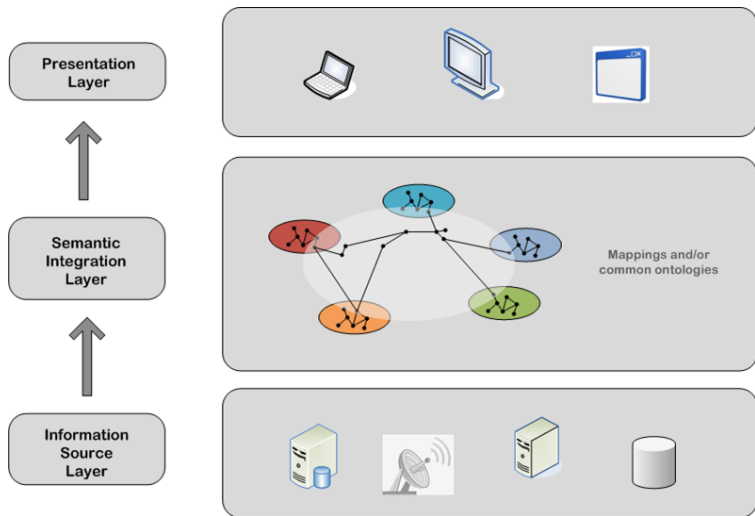 Presentation
Layer
Semantic
Integration
Layer
Mappings and/or
common ontologies
Information
Source
Layer